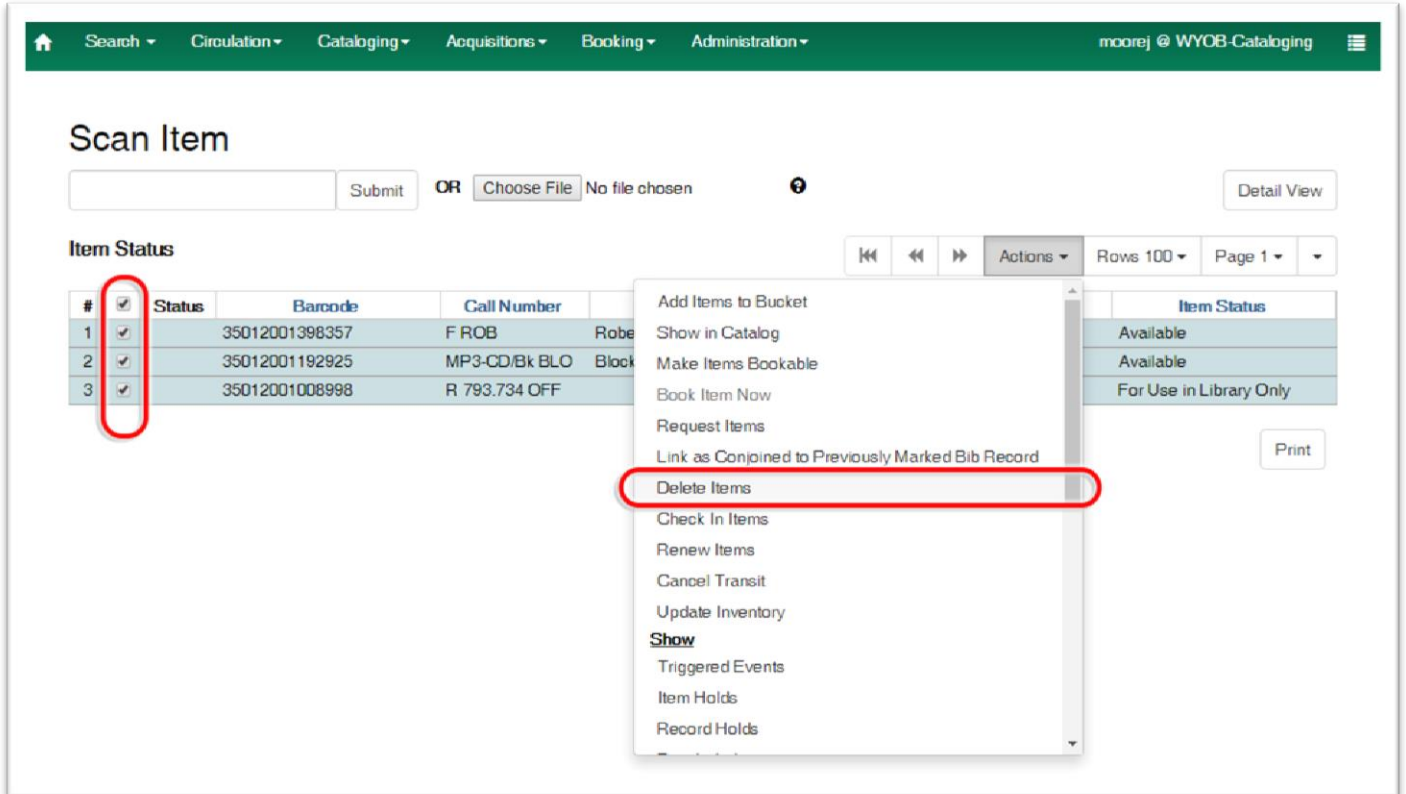 Search Circulation Cataloging Acquisitions Booking Administration moorej @ WYOB-Cataloging
Scan Item
Submit OR Choose File No file chosen Detail View
Item Status Actions Rows 100 Page 1
# Status Barcode Call Number Item Status
1 35012001398357 F ROB Robe Available
2 35012001192925 MP3-CD/Bk BLO Block Available
3 35012001008998 R 793.734 OFF For Use in Library Only
Print
Add Items to Bucket
Show in Catalog
Make Items Bookable
Book Item Now
Request Items
Link as Conjoined to Previously Marked Bib Record
Delete Items
Check In Items
Renew Items
Cancel Transit
Update Inventory
Show
Triggered Events
Item Holds
Record Holds